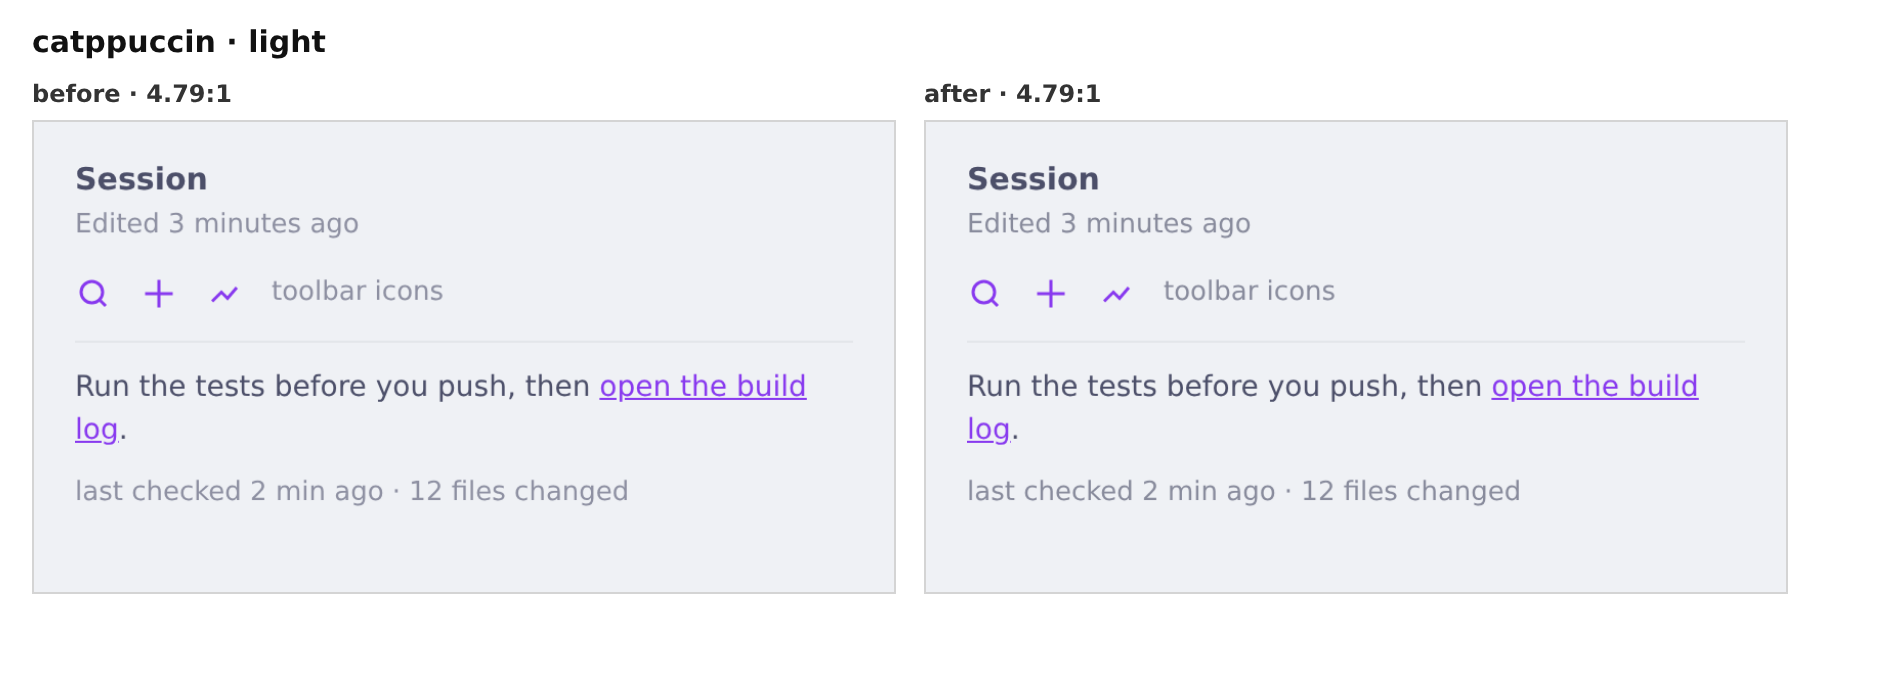 catppuccin · light
before · 4.79:1
Session
Edited 3 minutes ago
toolbar icons
Run the tests before you push, then open the build
log.
last checked 2 min ago · 12 files changed
after · 4.79:1
Session
Edited 3 minutes ago
toolbar icons
Run the tests before you push, then open the build
log.
last checked 2 min ago · 12 files changed